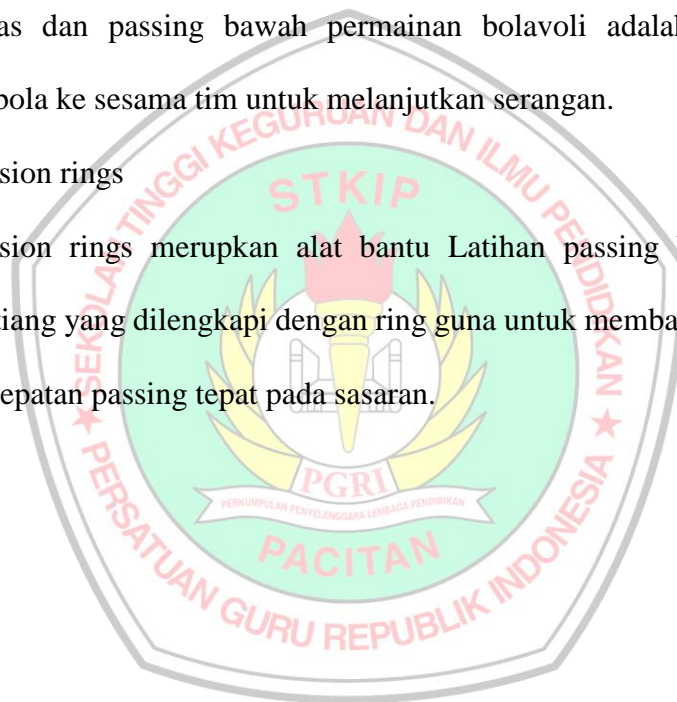 as dan passing bawah permainan bolavoli adalah
bola ke sesama tim untuk melanjutkan serangan.
sion rings
sion rings merupkan alat bantu Latihan passing
tiang yang dilengkapi dengan ring guna untuk memba
epatan passing tepat pada sasaran.
SEKOLAH TINGGI KEGURUAN DAN ILMU PENDIDIKAN
STKIP
PGRI
PERKUMPULAN PENYELENGGARA LEMBAGA PENDIDIKAN
PACITAN
PERSATUAN GURU REPUBLIK INDONESIA